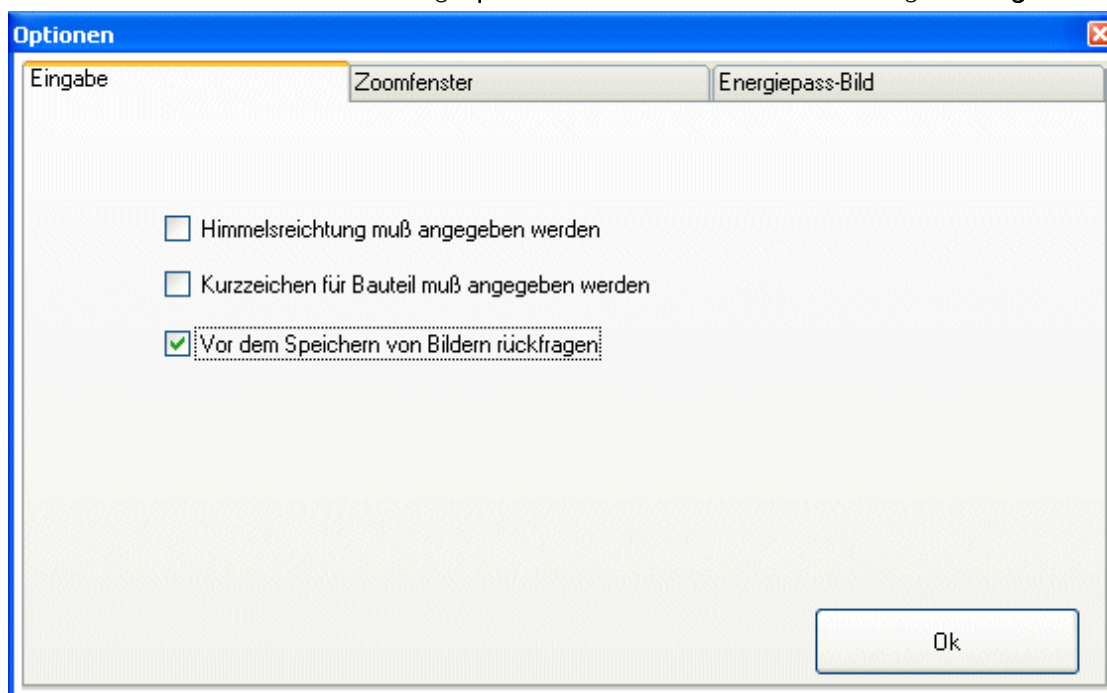 Optionen
Eingabe Zoomfenster Energiepass-Bild
Himmelsreichtung muß angegeben werden
Kurzzeichen für Bauteil muß angegeben werden
Vor dem Speichern von Bildern rückfragen
Ok